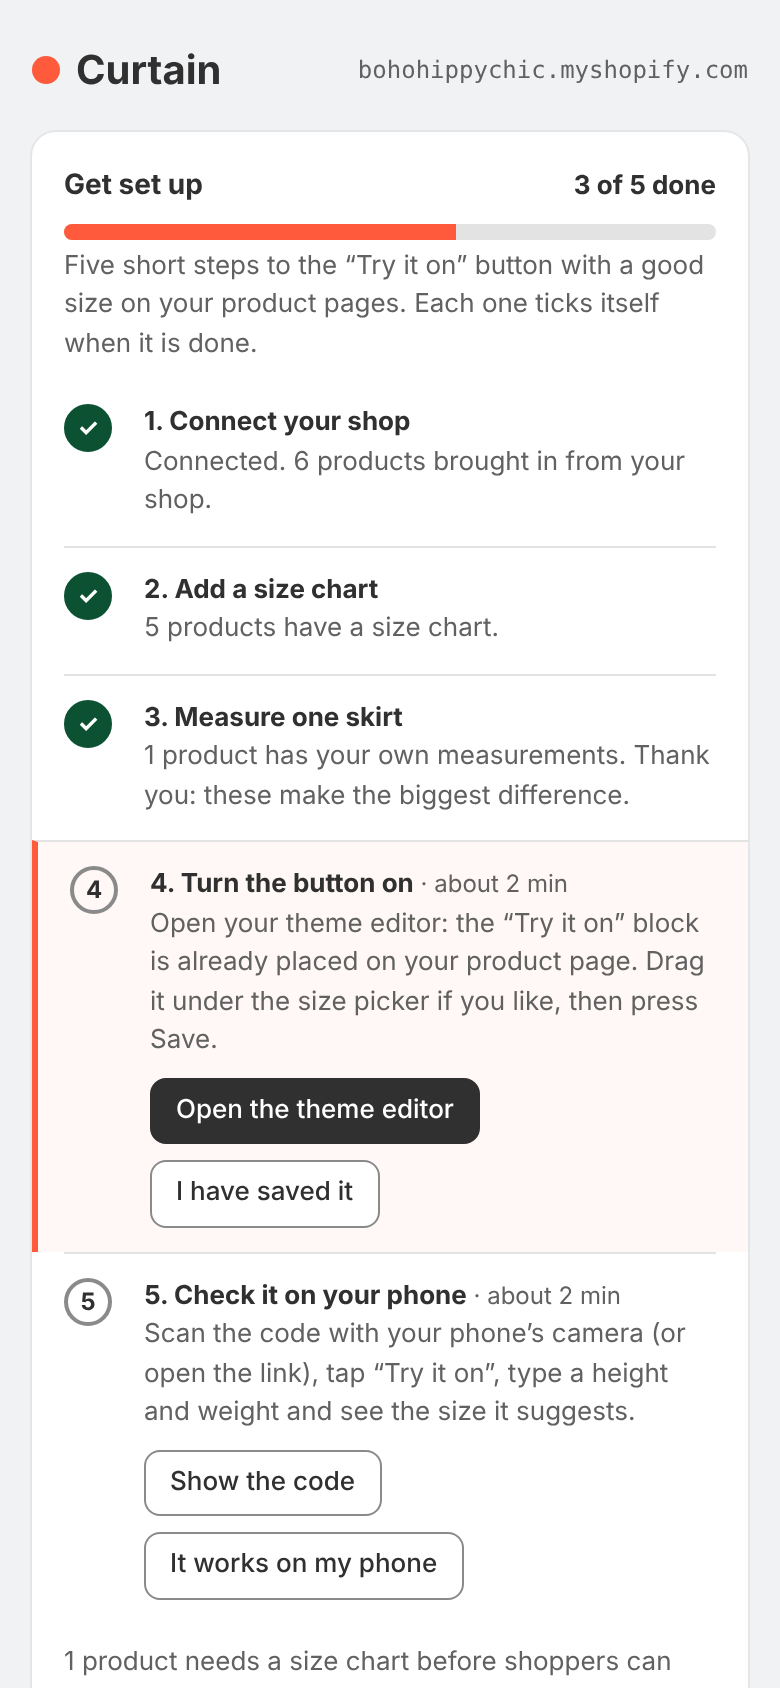 Curtain
bohohippychic.myshopify.com
Get set up
3 of 5 done
Five short steps to the “Try it on” button with a good
size on your product pages. Each one ticks itself
when it is done.
1. Connect your shop
Connected. 6 products brought in from your
shop.
2. Add a size chart
5 products have a size chart.
3. Measure one skirt
1 product has your own measurements. Thank
you: these make the biggest difference.
4
4. Turn the button on · about 2 min
Open your theme editor: the “Try it on” block
is already placed on your product page. Drag
it under the size picker if you like, then press
Save.
Open the theme editor
I have saved it
5
5. Check it on your phone · about 2 min
Scan the code with your phone’s camera (or
open the link), tap “Try it on”, type a height
and weight and see the size it suggests.
Show the code
It works on my phone
1 product needs a size chart before shoppers can